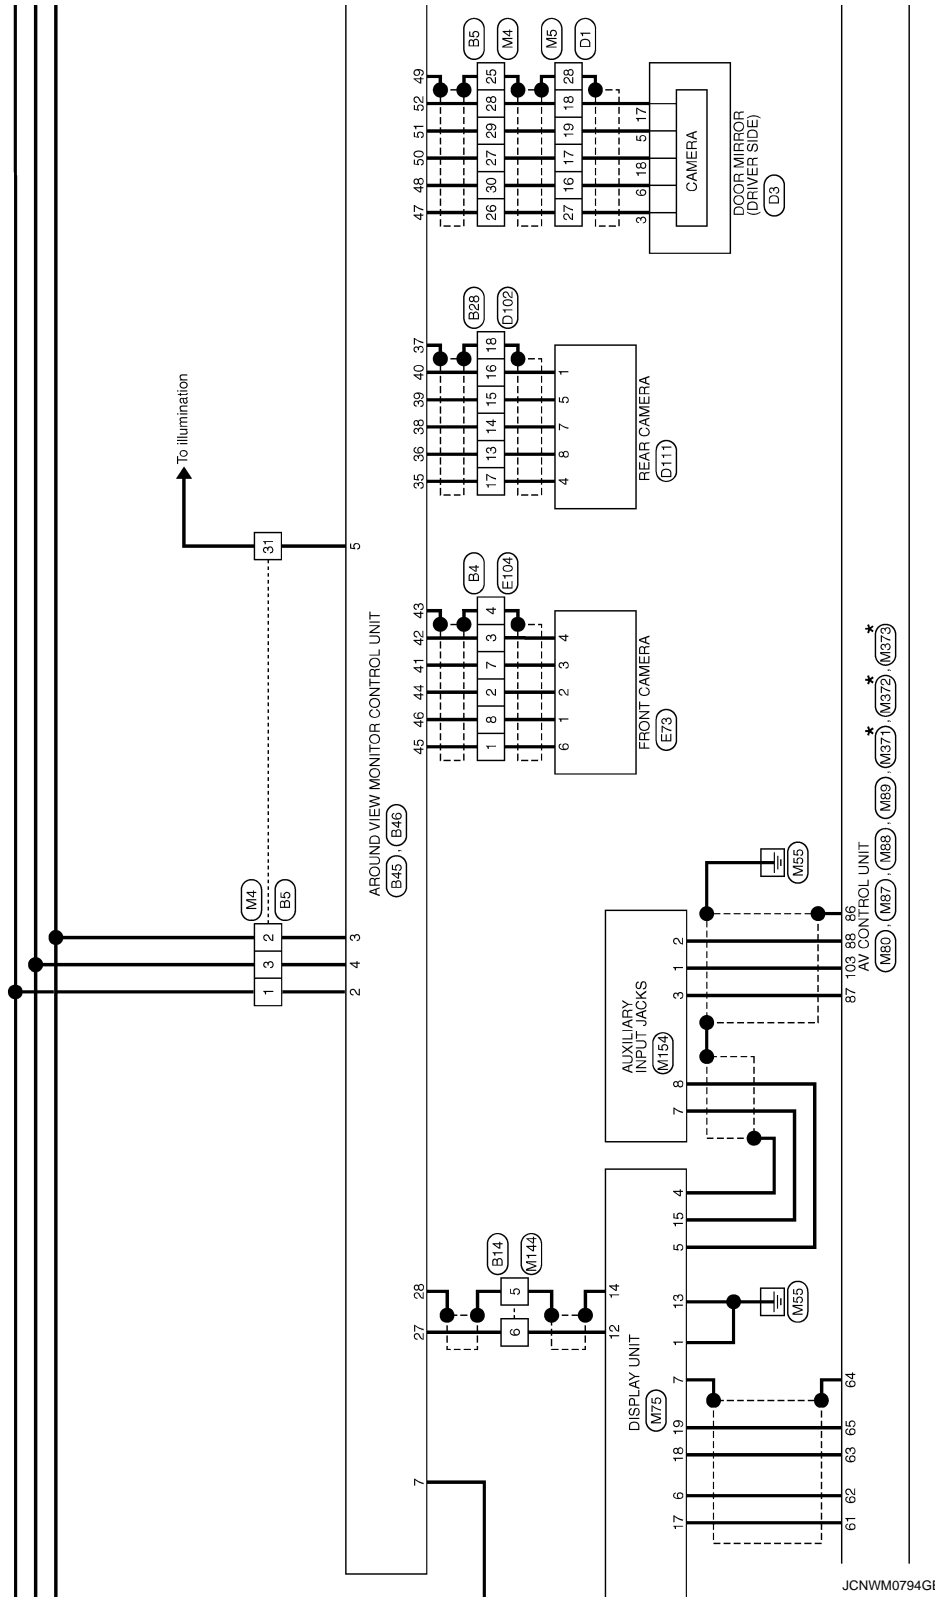 B5
M4
M5
D1
49
52
51
50
48
47
25
28
29
27
30
26
28
18
19
17
16
27
17
5
18
6
3
CAMERA
DOOR MIRROR
(DRIVER SIDE)
D3
B28
D102
37
40
39
38
36
35
18
16
15
14
13
17
1
5
7
8
4
REAR CAMERA
D111
To illumination
31
5
B4
E104
43
42
41
44
46
45
4
3
7
2
8
1
4
3
2
1
6
FRONT CAMERA
E73
AROUND VIEW MONITOR CONTROL UNIT
B45 , B46
M4
B5
2
3
1
3
4
2
M55
AUXILIARY
INPUT JACKS
M154
2
1
3
8
7
86
88
103
87
AV CONTROL UNIT
M80 , M87 , M88 , M89 , M371* , M372* , M373*
B14
M144
28
27
5
6
14
12
DISPLAY UNIT
M75
4
15
5
13
1
M55
7
19
18
6
17
64
65
63
62
61
7
JCNWM0794GE